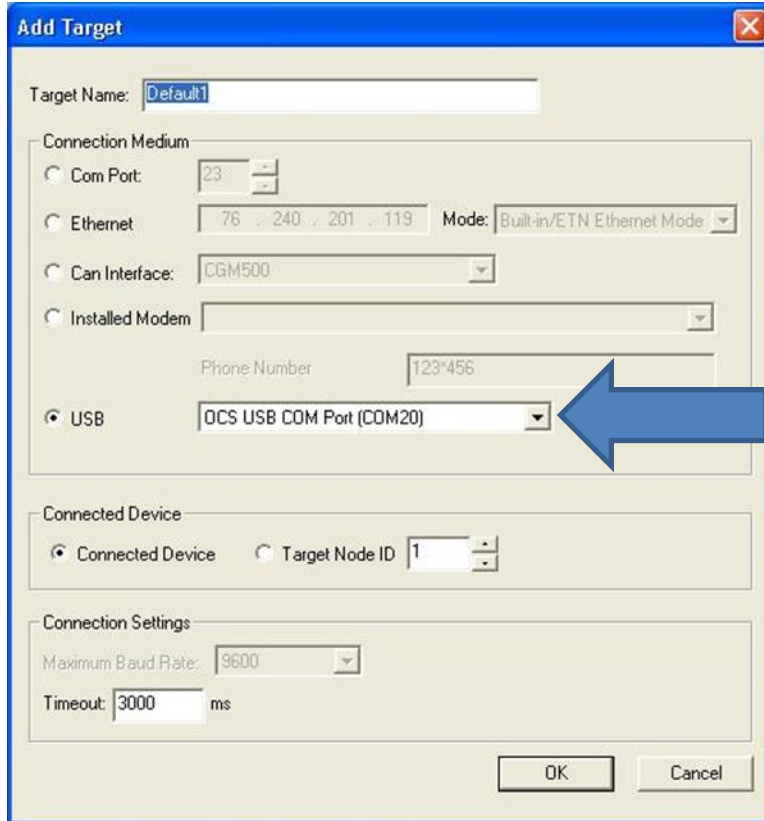 Add Target
Target Name: Default1
Connection Medium
Com Port: 23
Ethernet 76 . 240 . 201 . 119 Mode: Built-in/ETN Ethernet Mode
Can Interface: CGM500
Installed Modem
Phone Number 123*456
USB OCS USB COM Port (COM20)
Connected Device
Connected Device Target Node ID 1
Connection Settings
Maximum Baud Rate: 9600
Timeout: 3000 ms
OK Cancel